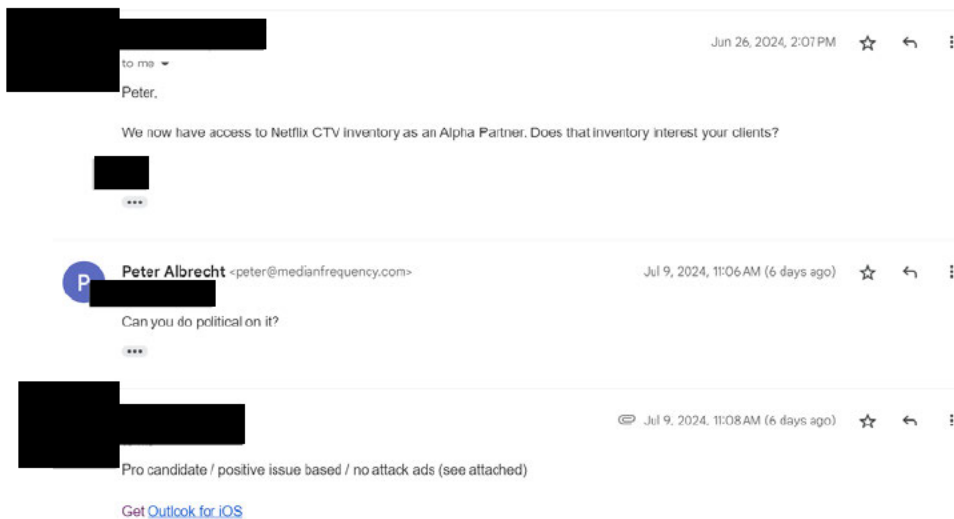 Jun 26, 2024, 2:07 PM
to me
Peter,
We now have access to Netflix CTV inventory as an Alpha Partner. Does that inventory interest your clients?
P
Peter Albrecht <peter@medianfrequency.com>
Jul 9, 2024, 11:06 AM (6 days ago)
Can you do political on it?
Jul 9, 2024, 11:08 AM (6 days ago)
Pro candidate / positive issue based / no attack ads (see attached)
Get Outlook for iOS